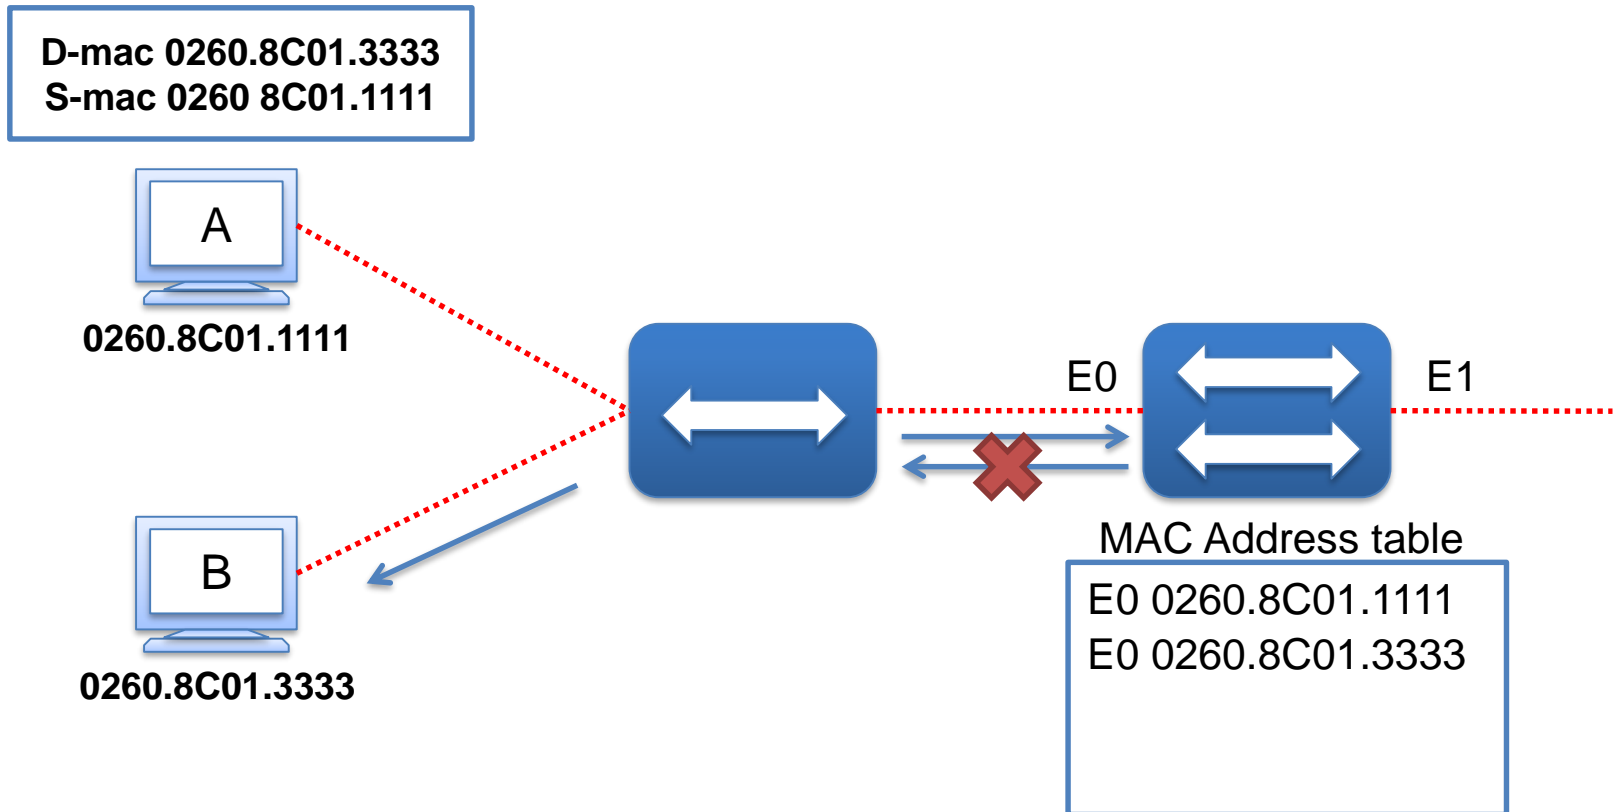 D-mac 0260.8C01.3333
S-mac 0260 8C01.1111
A
0260.8C01.1111
E0
E1
B
0260.8C01.3333
MAC Address table
E0 0260.8C01.1111
E0 0260.8C01.3333